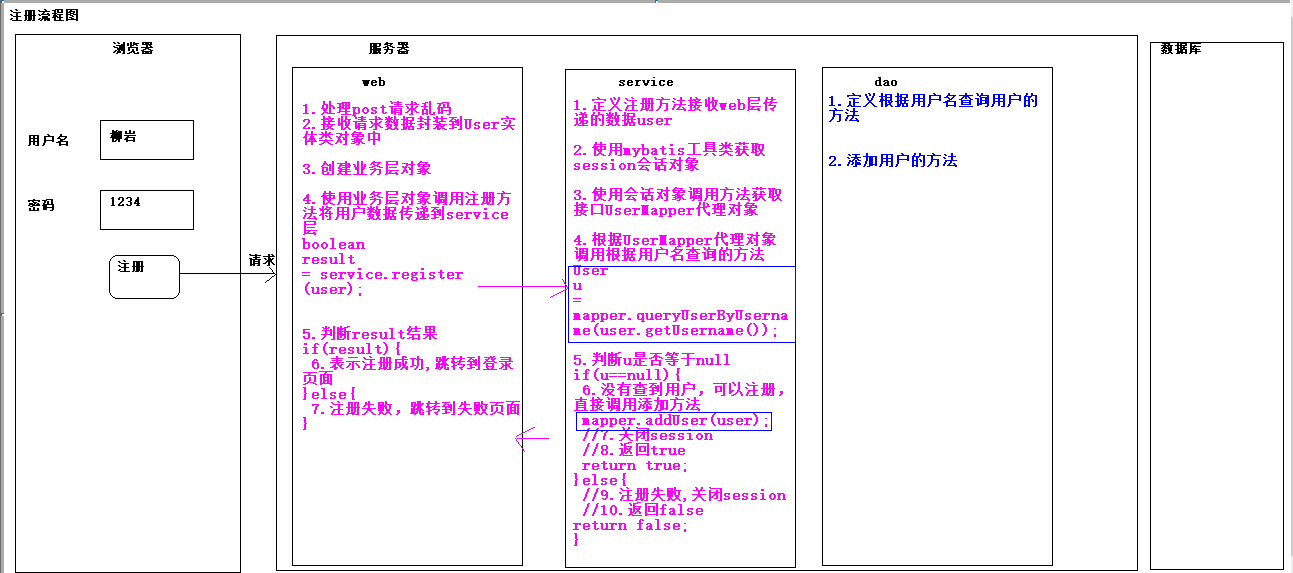 注册流程图
浏览器
用户名
柳岩
密码
1234
注册
请求
服务器
web
1.处理post请求乱码
2.接收请求数据封装到User实
体类对象中
3.创建业务层对象
4.使用业务层对象调用注册方
法将用户数据传递到service
层
boolean
result
= service.register
(user);
5.判断result结果
if(result){
6.表示注册成功,跳转到登录
页面
}else{
7.注册失败，跳转到失败页面
}
service
1.定义注册方法接收web层传
递的数据user
2.使用mybatis工具类获取
session会话对象
3.使用会话对象调用方法获取
接口UserMapper代理对象
4.根据UserMapper代理对象
调用根据用户名查询的方法
User
u
=
mapper.queryUserByUserna
me(user.getUsername());
5.判断u是否等于null
if(u==null){
6.没有查到用户，可以注册，
直接调用添加方法
mapper.addUser(user);
//7.关闭session
//8.返回true
return true;
}else{
//9.注册失败,关闭session
//10.返回false
return false;
}
dao
1.定义根据用户名查询用户的
方法
2.添加用户的方法
数据库